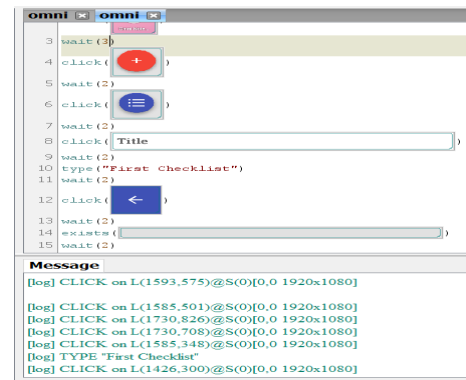 omni omni
3 wait(3)
4 click( + )
5 wait(2)
6 click( )
7 wait(2)
8 click( Title )
9 wait(2)
10 type("First Checklist")
11 wait(2)
12 click( ← )
13 wait(2)
14 exists( )
15 wait(2)
Message
[log] CLICK on L(1593,575)@S(0)[0,0 1920x1080]
[log] CLICK on L(1585,501)@S(0)[0,0 1920x1080]
[log] CLICK on L(1730,826)@S(0)[0,0 1920x1080]
[log] CLICK on L(1730,708)@S(0)[0,0 1920x1080]
[log] CLICK on L(1585,348)@S(0)[0,0 1920x1080]
[log] TYPE "First Checklist"
[log] CLICK on L(1426,300)@S(0)[0,0 1920x1080]